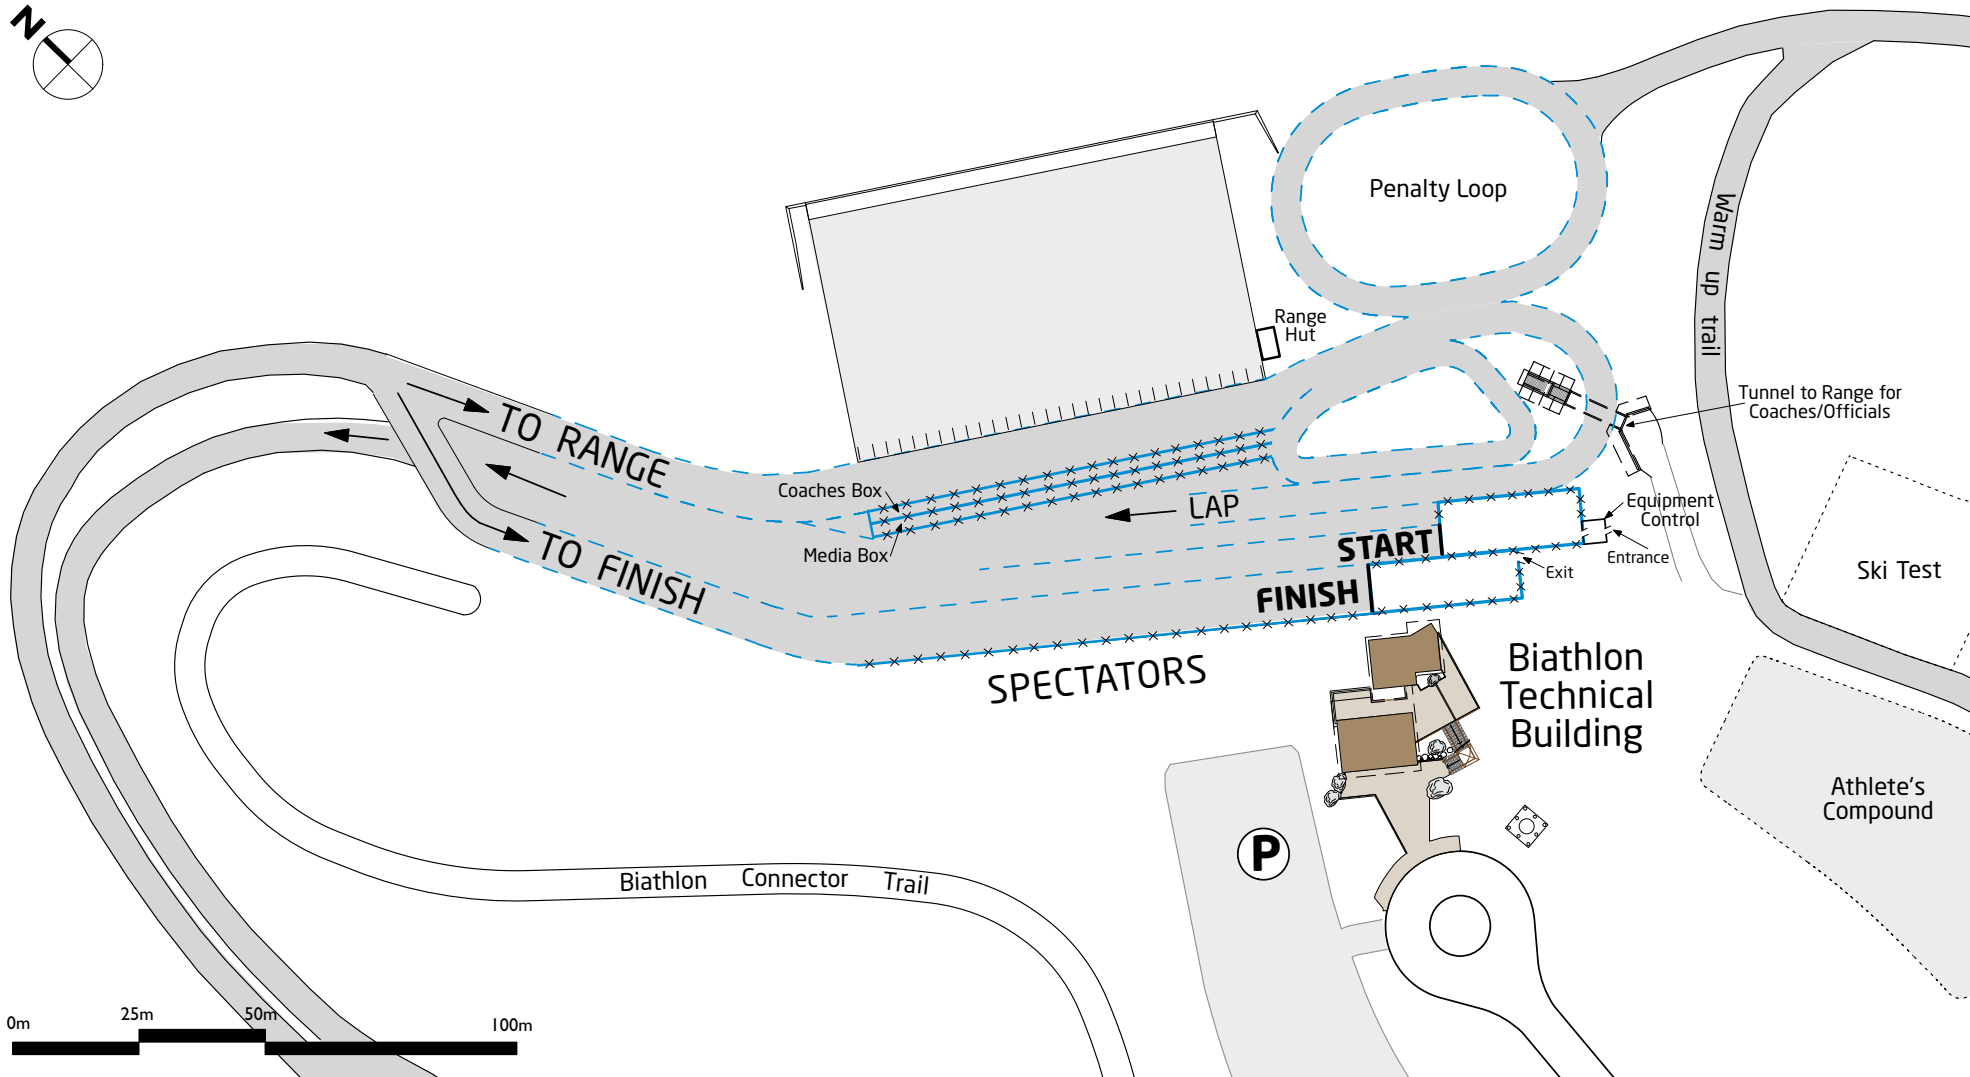 N
Penalty Loop
Warm up trail
Range
Hut
Tunnel to Range for
Coaches/Officials
TO RANGE
Coaches Box
LAP
Media Box
TO FINISH
START
FINISH
Equipment
Control
Entrance
Exit
Ski Test
SPECTATORS
Biathlon
Technical
Building
Athlete's
Compound
P
Biathlon Connector Trail
0m 25m 50m 100m